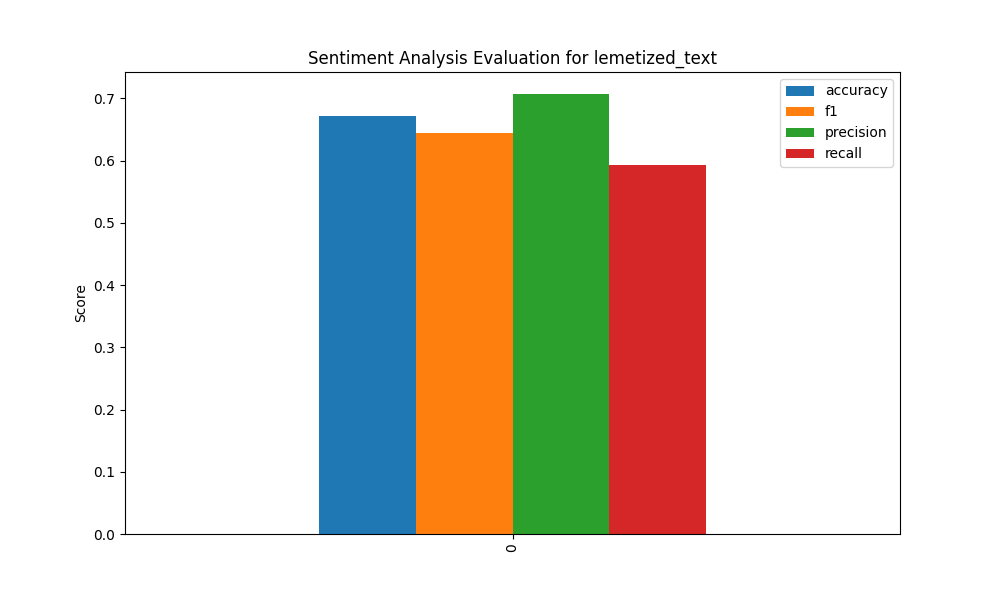 Sentiment Analysis Evaluation for lemetized_text
accuracy
f1
precision
recall
Score
0.7
0.6
0.5
0.4
0.3
0.2
0.1
0.0
0